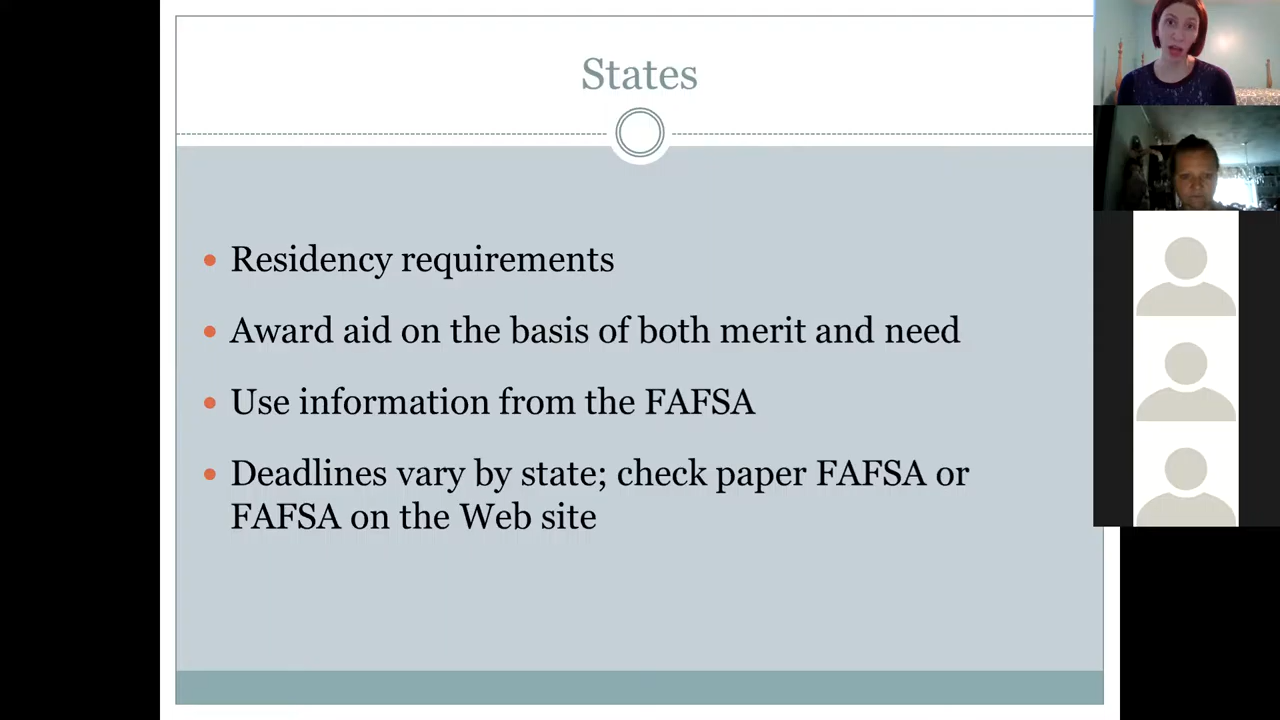 States
Residency requirements
Award aid on the basis of both merit and need
Use information from the FAFSA
Deadlines vary by state; check paper FAFSA or
FAFSA on the Web site